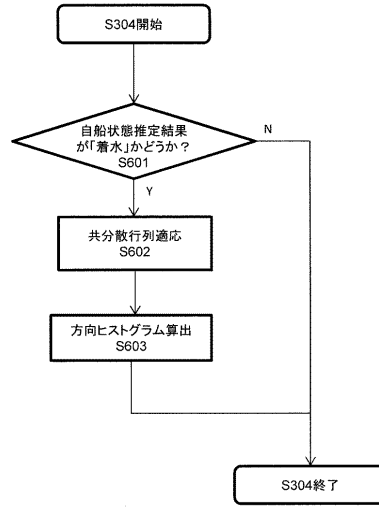 S304開始
自船状態推定結果
が「着水」かどうか？
S601
N
Y
共分散行列適応
S602
方向ヒストグラム算出
S603
S304終了